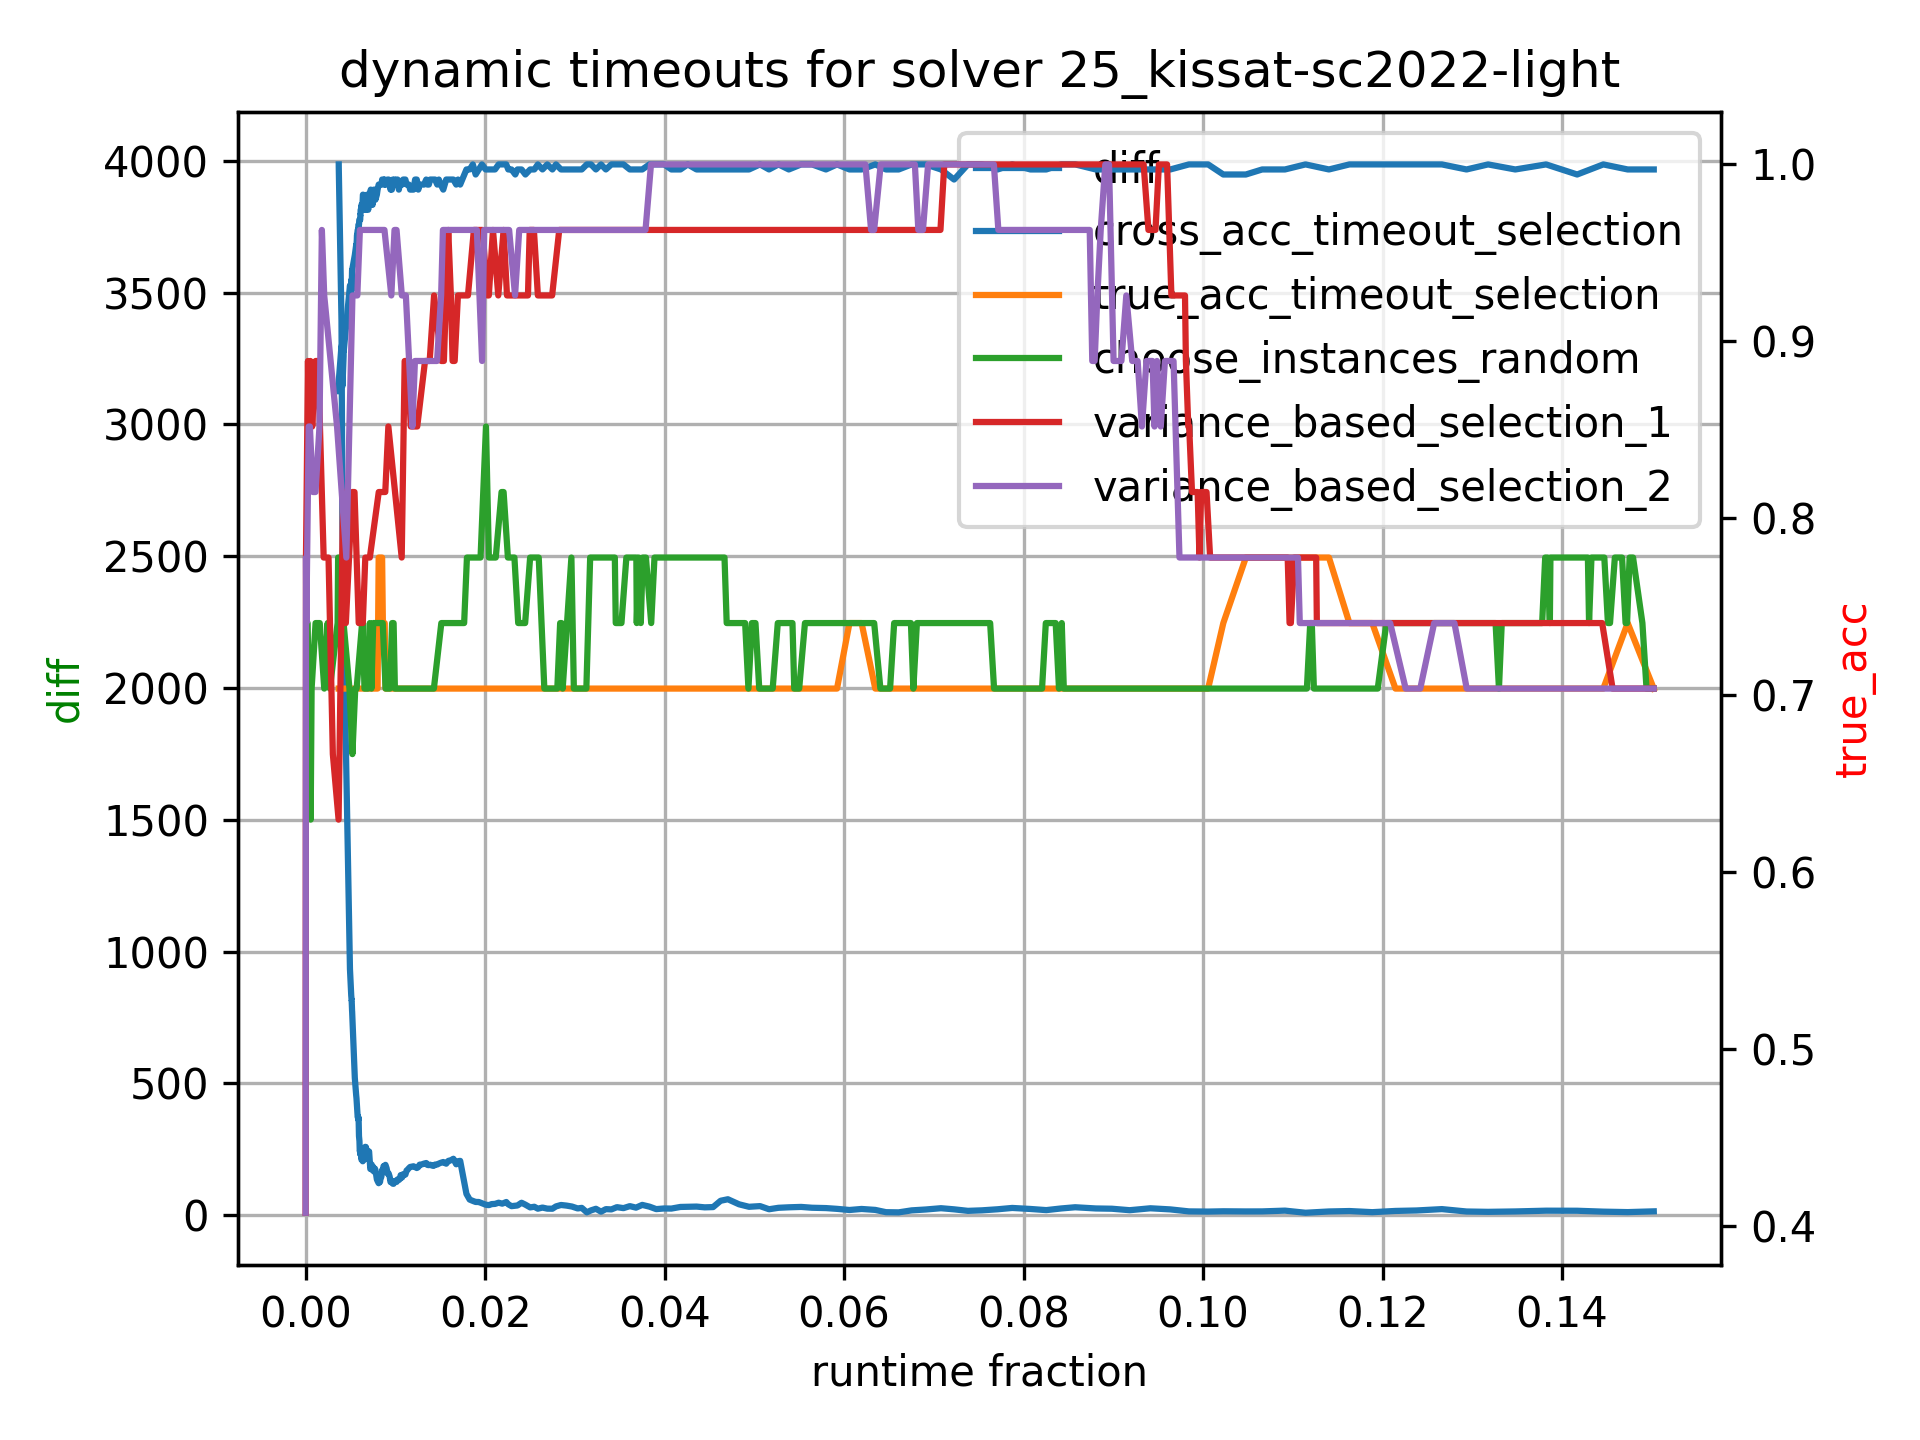 dynamic timeouts for solver 25_kissat-sc2022-light
4000
3500
3000
2500
2000
1500
1000
500
0
diff
1.0
0.9
0.8
0.7
0.6
0.5
0.4
true_acc
diff
cross_acc_timeout_selection
true_acc_timeout_selection
choose_instances_random
variance_based_selection_1
variance_based_selection_2
0.00 0.02 0.04 0.06 0.08 0.10 0.12 0.14
runtime fraction